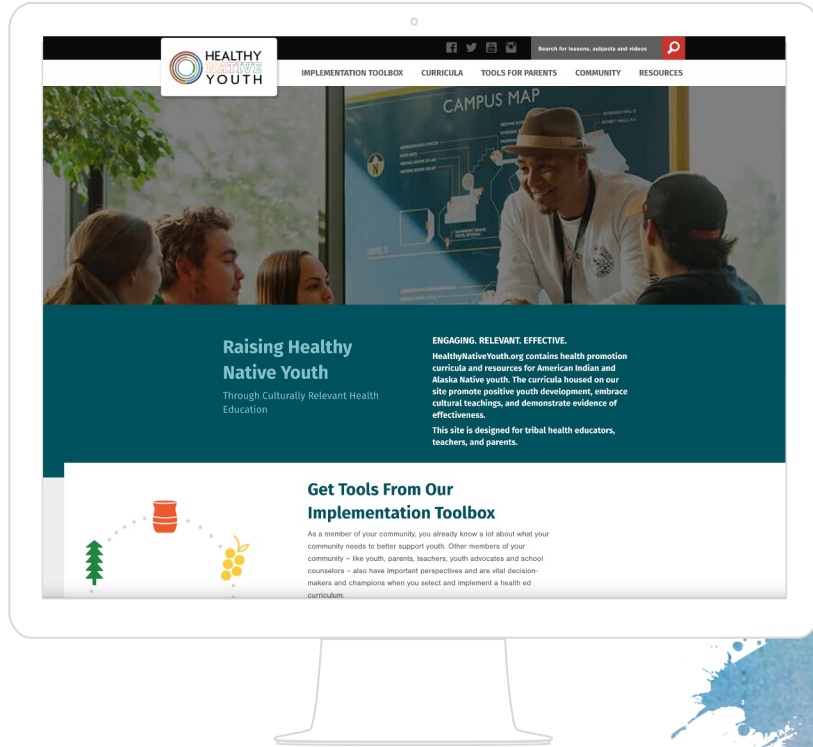 HEALTHY
NATIVE
YOUTH
Search for lessons, subjects and videos
IMPLEMENTATION TOOLBOX CURRICULA TOOLS FOR PARENTS COMMUNITY RESOURCES
CAMPUS MAP
N
LEVEL 2
Raising Healthy
Native Youth
Through Culturally Relevant Health
Education
ENGAGING. RELEVANT. EFFECTIVE.
HealthyNativeYouth.org contains health promotion
curricula and resources for American Indian and
Alaska Native youth. The curricula housed on our
site promote positive youth development, embrace
cultural teachings, and demonstrate evidence of
effectiveness.
This site is designed for tribal health educators,
teachers, and parents.
Get Tools From Our
Implementation Toolbox
As a member of your community, you already know a lot about what your
community needs to better support youth. Other members of your
community – like youth, parents, teachers, youth advocates and school
counselors – also have important perspectives and are vital decision-
makers and champions when you select and implement a health ed
curriculum.